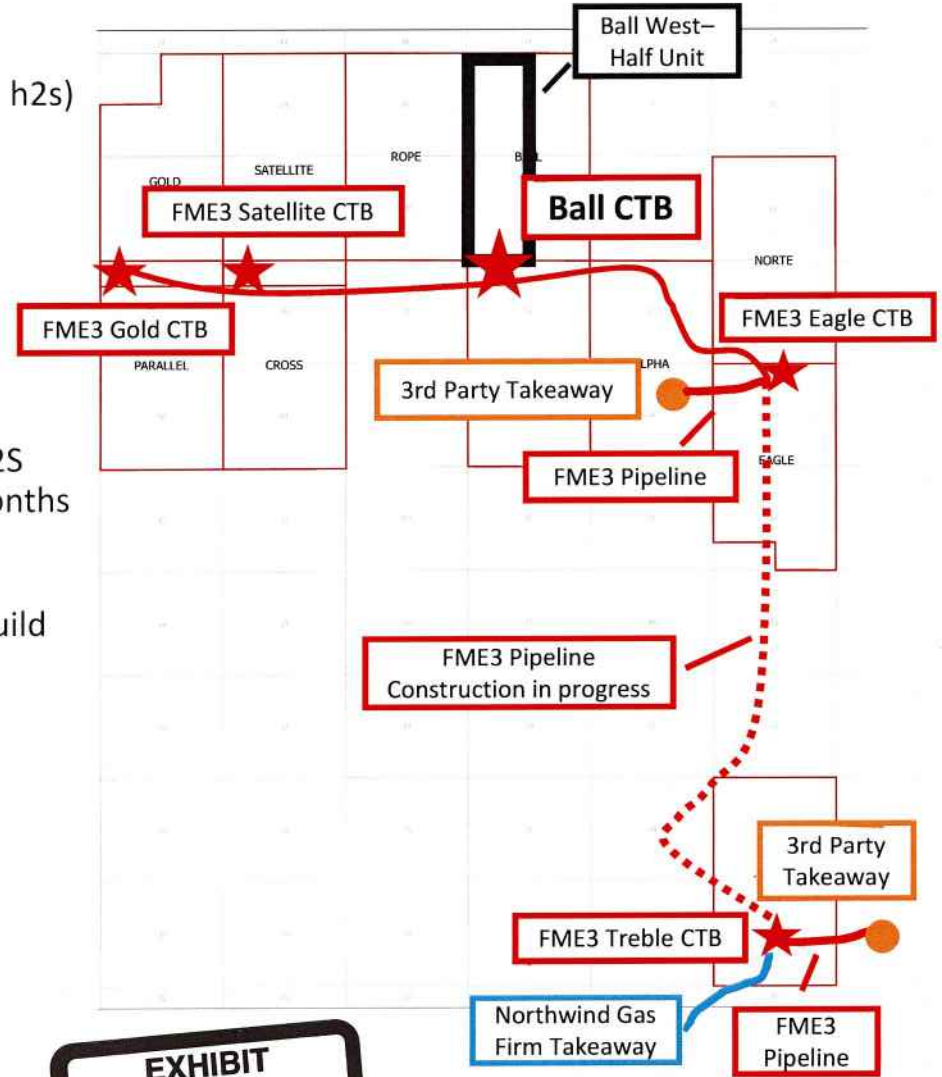 Ball West–
Half Unit
h2s)
ROPE
SATELLITE
GOLD
FME3 Satellite CTB
Ball CTB
NORTE
FME3 Gold CTB
FME3 Eagle CTB
PARALLEL
CROSS
LPHA
3rd Party Takeaway
EAGLE
FME3 Pipeline
2S
onths
uild
FME3 Pipeline
Construction in progress
3rd Party
Takeaway
FME3 Treble CTB
Northwind Gas
Firm Takeaway
FME3
Pipeline
EXHIBIT